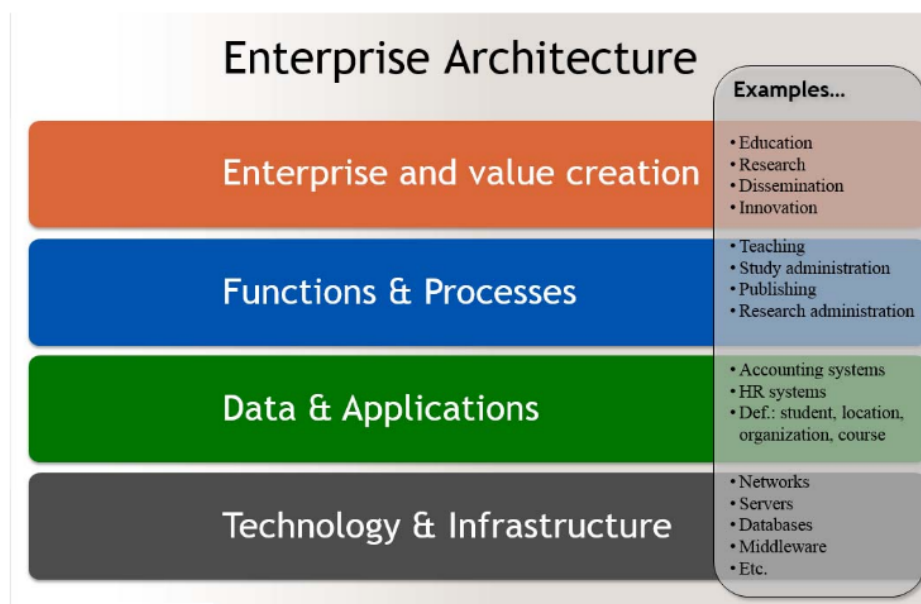 Enterprise Architecture
Examples...
Enterprise and value creation
• Education
• Research
• Dissemination
• Innovation
Functions & Processes
• Teaching
• Study administration
• Publishing
• Research administration
Data & Applications
• Accounting systems
• HR systems
• Def.: student, location,
organization, course
Technology & Infrastructure
• Networks
• Servers
• Databases
• Middleware
• Etc.